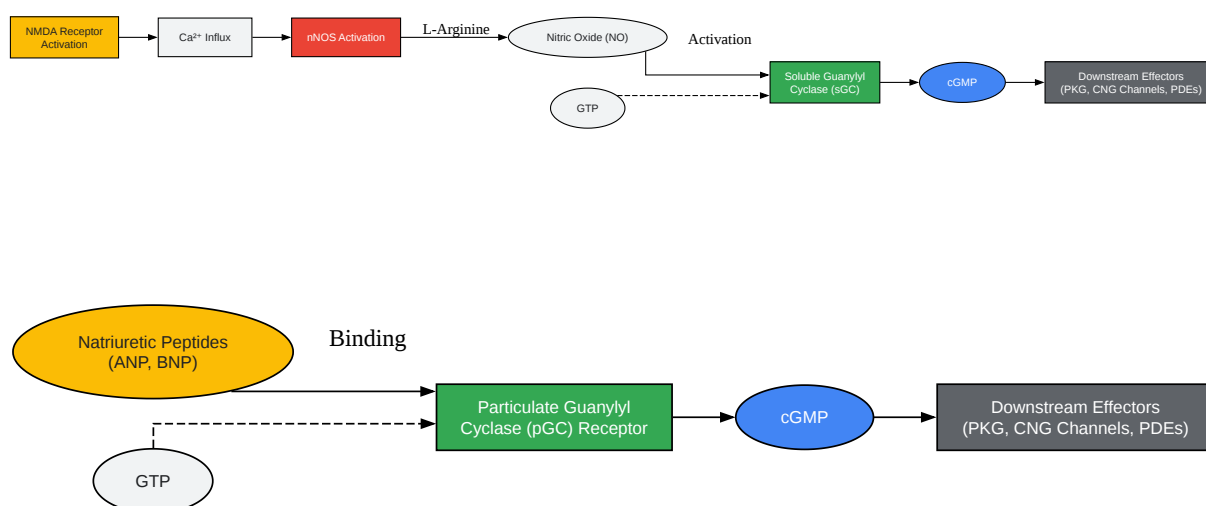 NMDA Receptor
Activation
Ca²⁺ Influx
nNOS Activation
L-Arginine
Nitric Oxide (NO)
Activation
GTP
Soluble Guanylyl
Cyclase (sGC)
cGMP
Downstream Effectors
(PKG, CNG Channels, PDEs)
Natriuretic Peptides
(ANP, BNP)
Binding
GTP
Particulate Guanylyl
Cyclase (pGC) Receptor
cGMP
Downstream Effectors
(PKG, CNG Channels, PDEs)